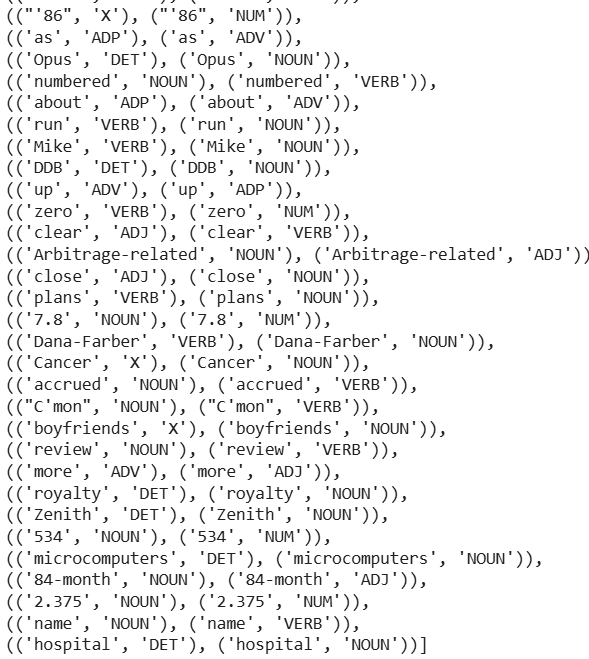 (("'86", 'X'), ("'86", 'NUM')),
(('as', 'ADP'), ('as', 'ADV')),
(('Opus', 'DET'), ('Opus', 'NOUN')),
(('numbered', 'NOUN'), ('numbered', 'VERB')),
(('about', 'ADP'), ('about', 'ADV')),
(('run', 'VERB'), ('run', 'NOUN')),
(('Mike', 'VERB'), ('Mike', 'NOUN')),
(('DDB', 'DET'), ('DDB', 'NOUN')),
(('up', 'ADV'), ('up', 'ADP')),
(('zero', 'VERB'), ('zero', 'NUM')),
(('clear', 'ADJ'), ('clear', 'VERB')),
(('Arbitrage-related', 'NOUN'), ('Arbitrage-related', 'ADJ'))
(('close', 'ADJ'), ('close', 'NOUN')),
(('plans', 'VERB'), ('plans', 'NOUN')),
(('7.8', 'NOUN'), ('7.8', 'NUM')),
(('Dana-Farber', 'VERB'), ('Dana-Farber', 'NOUN')),
(('Cancer', 'X'), ('Cancer', 'NOUN')),
(('accrued', 'NOUN'), ('accrued', 'VERB')),
(("C'mon", 'NOUN'), ("C'mon", 'VERB')),
(('boyfriends', 'X'), ('boyfriends', 'NOUN')),
(('review', 'NOUN'), ('review', 'VERB')),
(('more', 'ADV'), ('more', 'ADJ')),
(('royalty', 'DET'), ('royalty', 'NOUN')),
(('Zenith', 'DET'), ('Zenith', 'NOUN')),
(('534', 'NOUN'), ('534', 'NUM')),
(('microcomputers', 'DET'), ('microcomputers', 'NOUN')),
(('84-month', 'NOUN'), ('84-month', 'ADJ')),
(('2.375', 'NOUN'), ('2.375', 'NUM')),
(('name', 'NOUN'), ('name', 'VERB')),
(('hospital', 'DET'), ('hospital', 'NOUN'))]